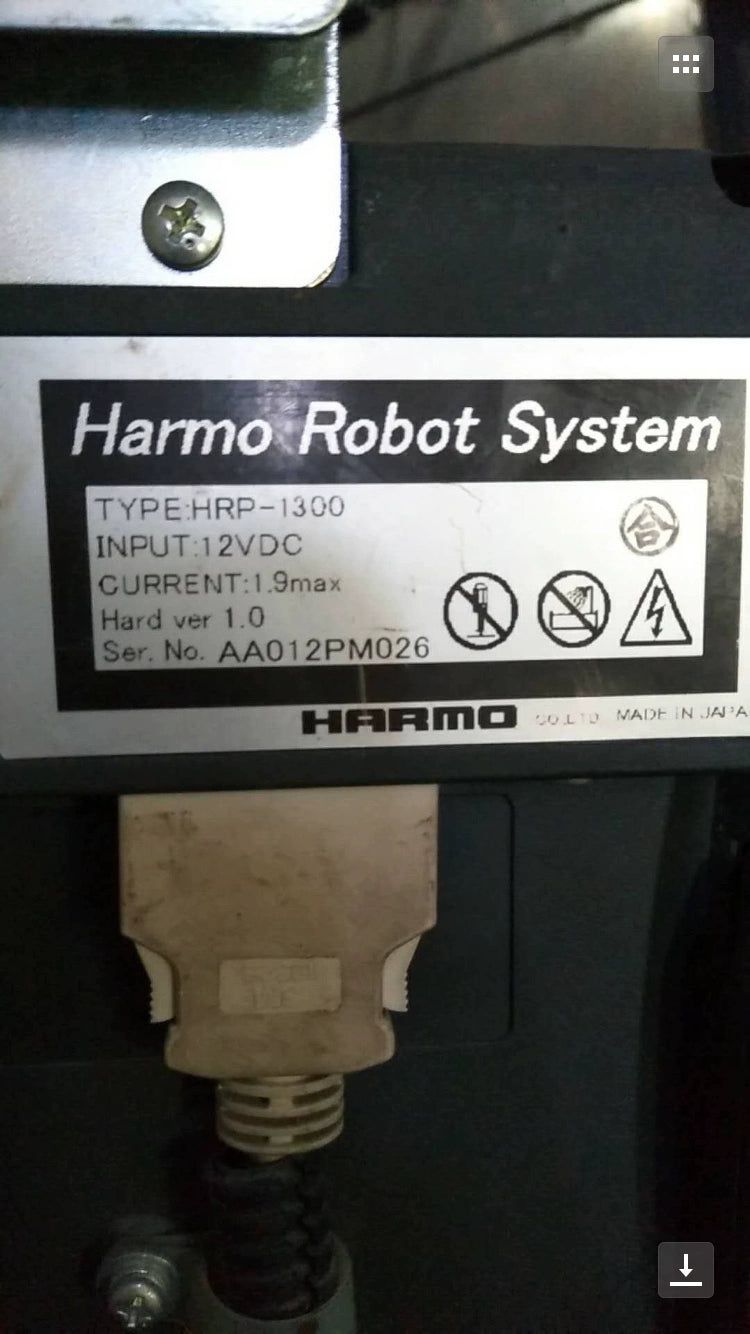 Harmo Robot System
TYPE:HRP-1300
合
INPUT:12VDC
CURRENT:1.9max
Hard ver 1.0
Ser. No. AA012PM026
HARMO CO.,LTD MADE IN JAPA